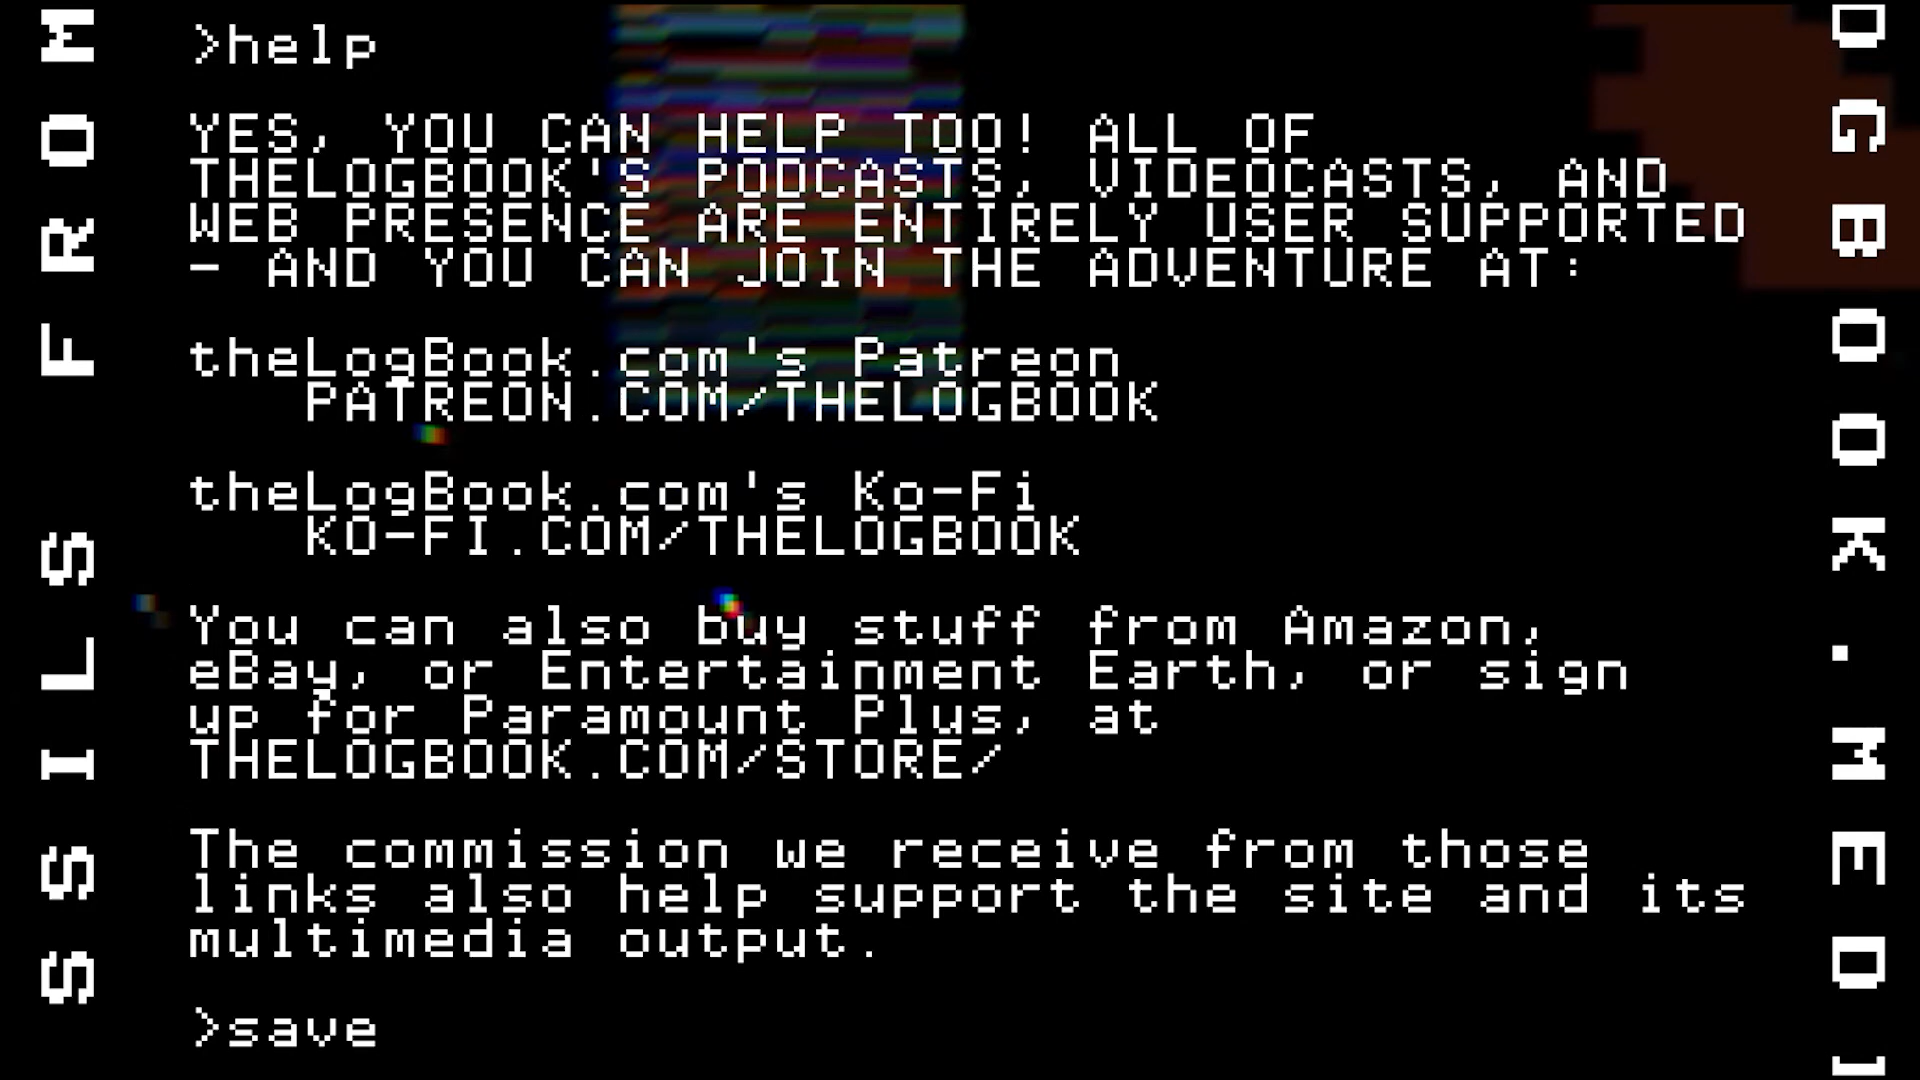 >help
YES, YOU CAN HELP TOO! ALL OF
THELOGBOOK'S PODCASTS, VIDEOCASTS, AND
WEB PRESENCE ARE ENTIRELY USER SUPPORTED
- AND YOU CAN JOIN THE ADVENTURE AT:
theLogBook.com's Patreon
PATREON.COM/THELOGBOOK
theLogBook.com's Ko-Fi
KO-FI.COM/THELOGBOOK
You can also buy stuff from Amazon,
eBay, or Entertainment Earth, or sign
up for Paramount Plus, at
THELOGBOOK.COM/STORE/
The commission we receive from those
links also help support the site and its
multimedia output.
>save
SSILS FROM
OGBOOK.MEDI